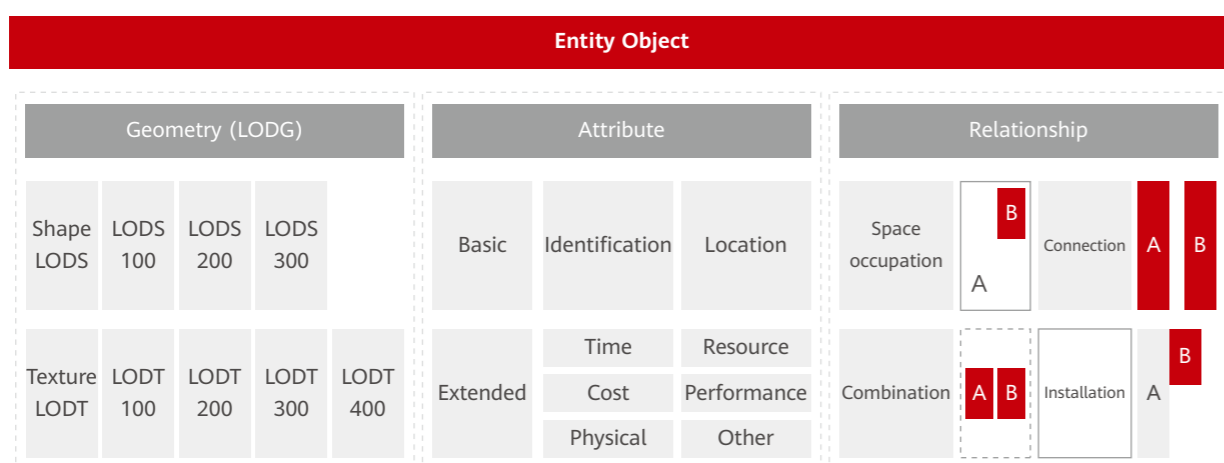 Entity Object
Geometry (LODG)
Attribute
Relationship
Shape
LODS
LODS
100
LODS
200
LODS
300
Texture
LODT
LODT
100
LODT
200
LODT
300
LODT
400
Basic
Identification
Location
Extended
Time
Resource
Cost
Performance
Physical
Other
Space
occupation
B
A
Connection
A
B
Combination
A
B
Installation
A
B